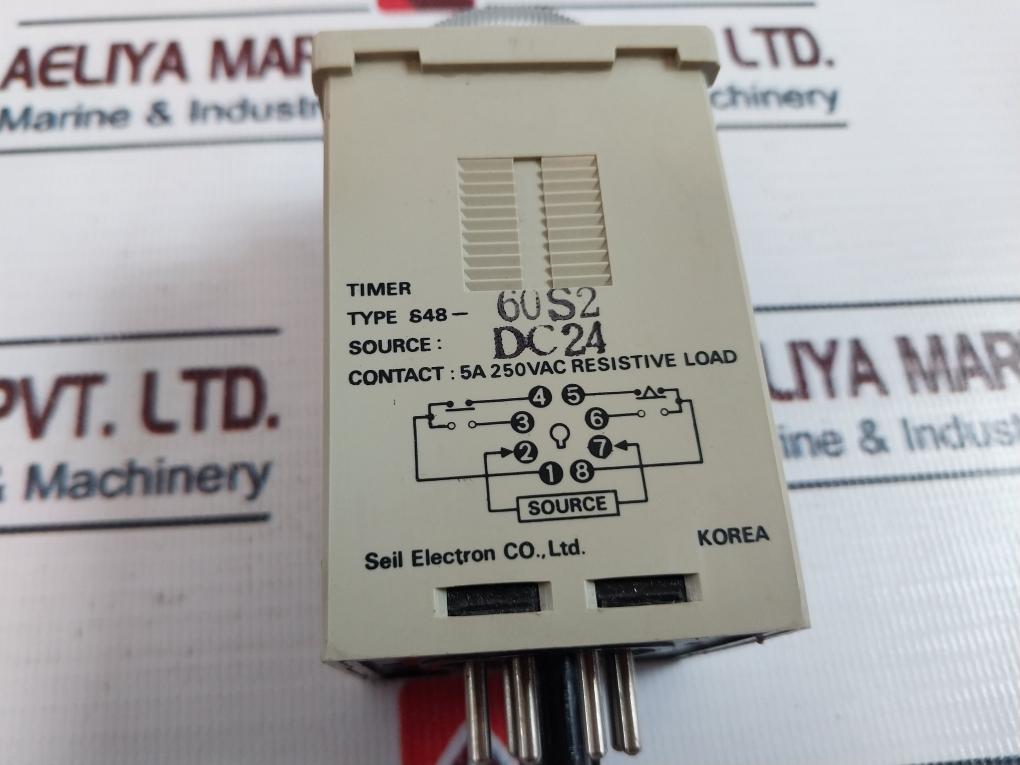 AELIYA MAR LTD.
Marine & Industr chinery
TIMER
TYPE S48- 60S2
SOURCE: DC24
CONTACT: 5A 250VAC RESISTIVE LOAD
4 5
3 6
2 7
1 8
SOURCE
Seil Electron CO.,Ltd. KOREA
PVT. LTD.
& Machinery
ELIYA MAR
ine & Indust